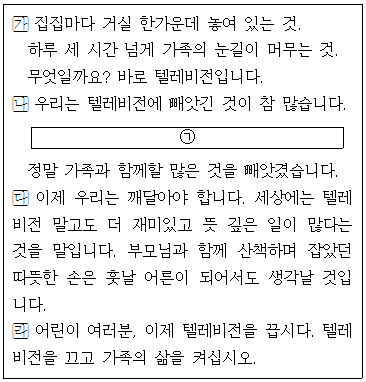 가 집집마다 거실 한가운데 놓여 있는 것.
하루 세 시간 넘게 가족의 눈길이 머무는 것.
무엇일까요? 바로 텔레비전입니다.
나 우리는 텔레비전에 빼앗긴 것이 참 많습니다.
㉠
정말 가족과 함께할 많은 것을 빼앗겼습니다.
다 이제 우리는 깨달아야 합니다. 세상에는 텔레
비전 말고도 더 재미있고 뜻 깊은 일이 많다는
것을 말입니다. 부모님과 함께 산책하며 잡았던
따뜻한 손은 훗날 어른이 되어서도 생각날 것입
니다.
라 어린이 여러분, 이제 텔레비전을 끕시다. 텔레
비전을 끄고 가족의 삶을 켜십시오.